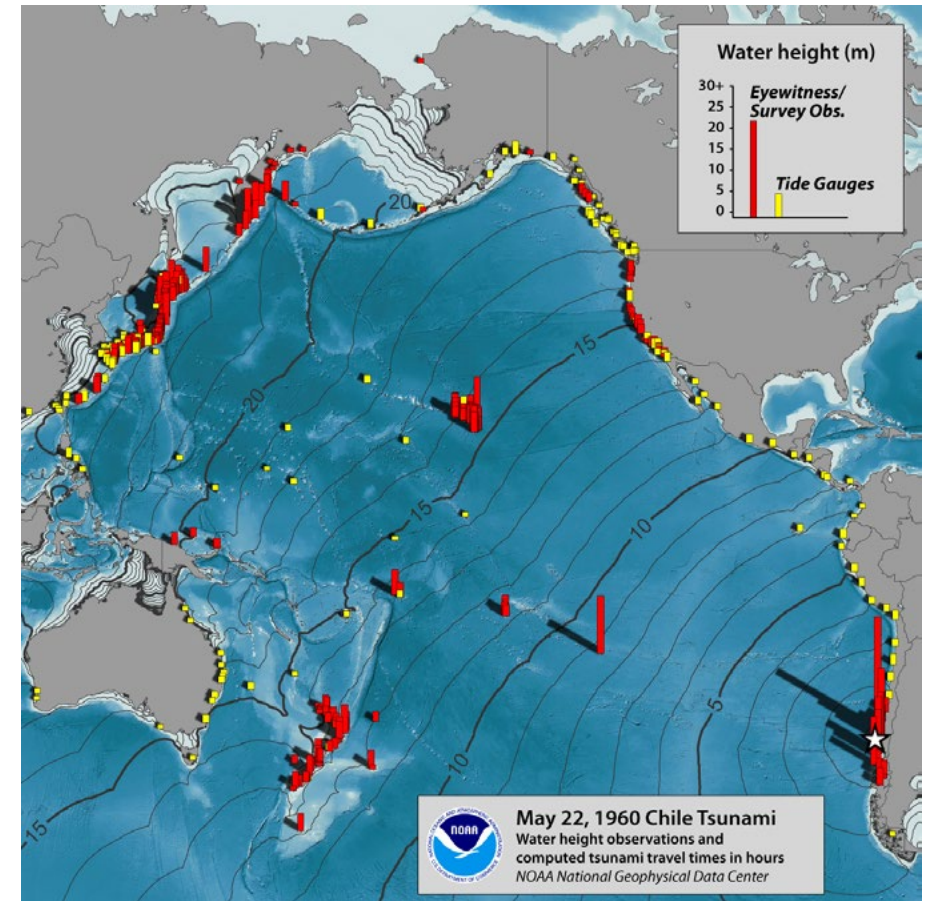 Water height (m)
30+
Eyewitness/
25
Survey Obs.
20
15
10
Tide Gauges
5
0
20
15
20
15
10
5
10
15
NOAA
May 22, 1960 Chile Tsunami
Water height observations and
computed tsunami travel times in hours
NOAA National Geophysical Data Center